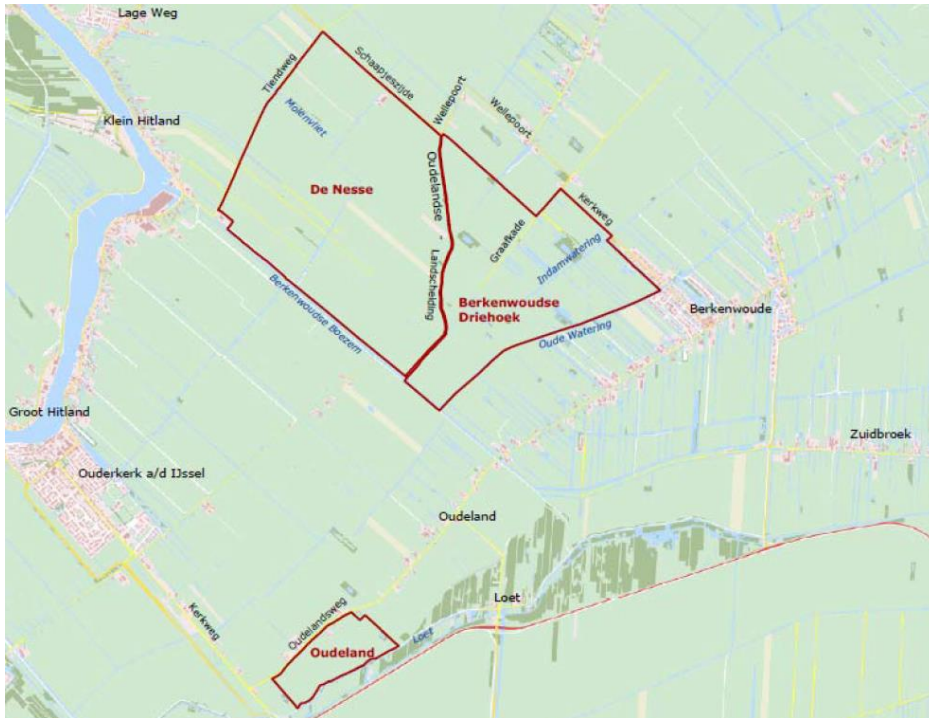 Lage Weg
Tiendweg
Schaapjeszijde
Molenvliet
Wellepoort
Wellepoort
Klein Hitland
De Nesse
Oudelandse
Landscheiding
Kerkweg
Graafkade
Indamwatering
Berkenwoudse Boezem
Berkenwoudse
Driehoek
Berkenwoude
Oude Watering
Groot Hitland
Zuidbroek
Ouderkerk a/d IJssel
Oudeland
Loet
Kerkweg
Oudelandsweg
Loet
Oudeland